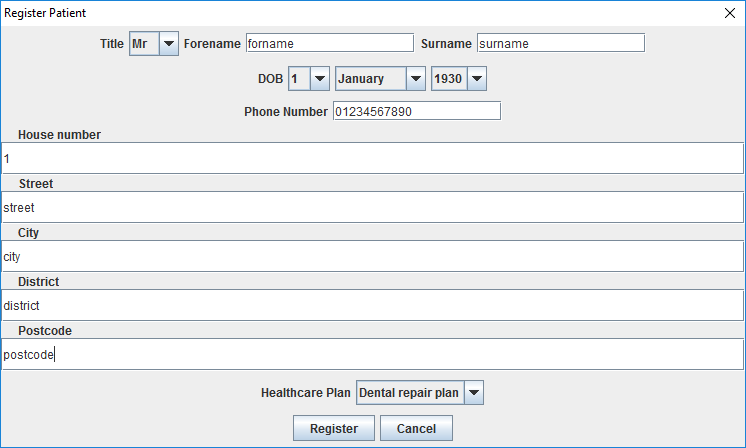 Register Patient
Title Mr Forename forname Surname surname
DOB 1 January 1930
Phone Number 01234567890
House number
1
Street
street
City
city
District
district
Postcode
postcode
Healthcare Plan Dental repair plan
Register Cancel